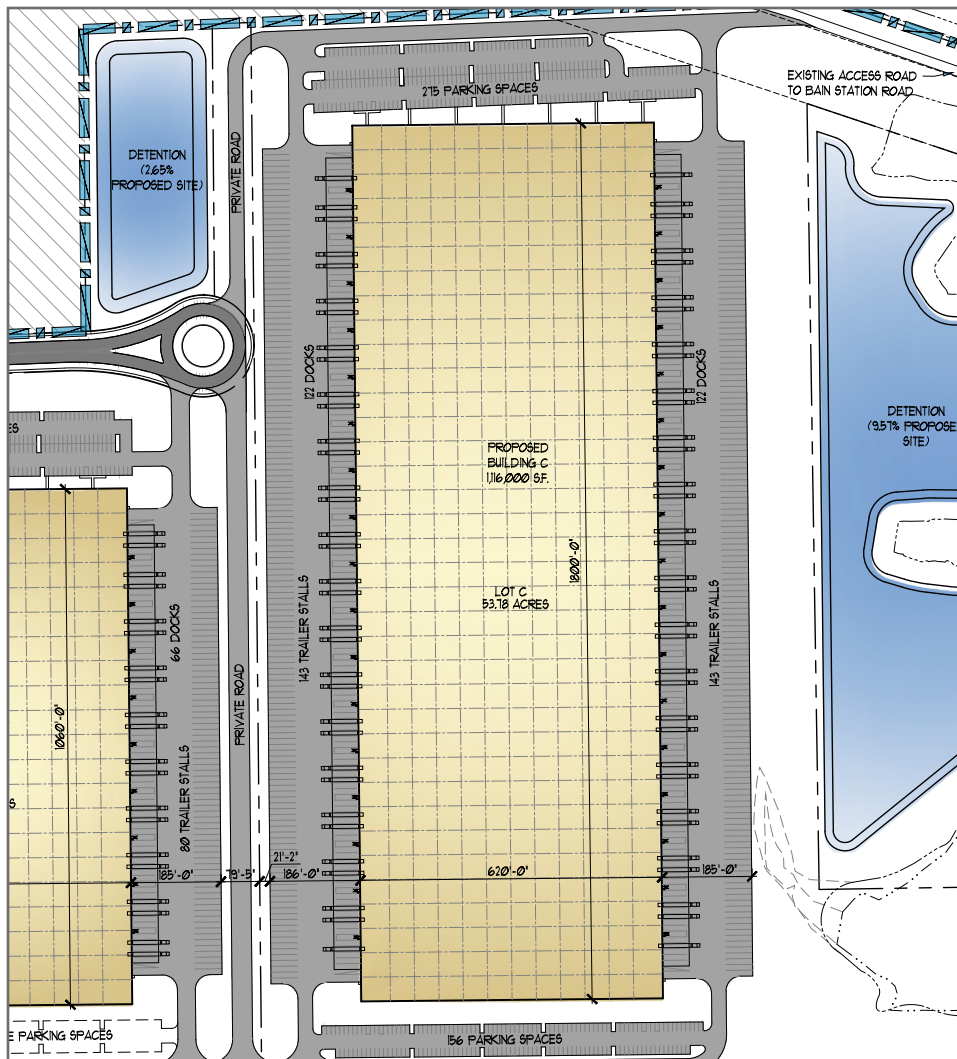 EXISTING ACCESS ROAD
TO BAIN STATION ROAD
275 PARKING SPACES
DETENTION
(2.65%
PROPOSED SITE)
PRIVATE ROAD
122 DOCKS
122 DOCKS
DETENTION
(9.57% PROPOSE
SITE)
PROPOSED
BUILDING C
1,116,000 S.F.
1800'-0"
LOT C
53.78 ACRES
143 TRAILER STALLS
143 TRAILER STALLS
66 DOCKS
PRIVATE ROAD
1060'-0"
80 TRAILER STALLS
21'-2"
185'-0"
79'-5"
186'-0"
620'-0"
185'-0"
E PARKING SPACES
156 PARKING SPACES